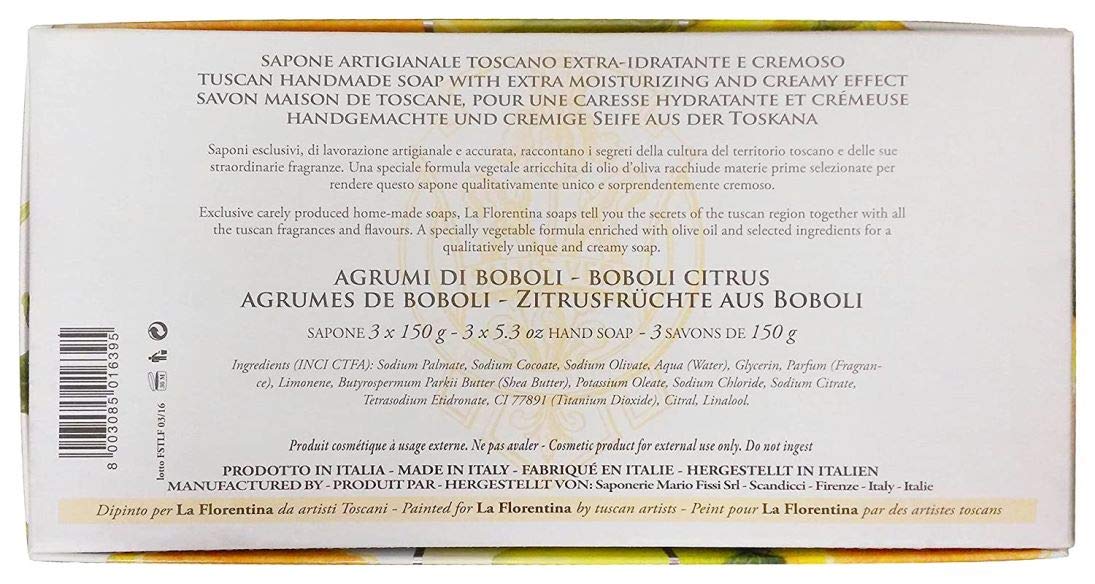 SAPONE ARTIGIANALE TOSCANO EXTRA-IDRATANTE E CREMOSO
TUSCAN HANDMADE SOAP WITH EXTRA MOISTURIZING AND CREAMY EFFECT
SAVON MAISON DE TOSCANE, POUR UNE CARESSE HYDRATANTE ET CRÉMEUSE
HANDGEMACHTE UND CREMIGE SEIFE AUS DER TOSKANA
Saponi esclusivi, di lavorazione artigianale e accurata, raccontano i segreti della cultura del territorio toscano e delle sue
straordinarie fragranze. Una speciale formula vegetale arricchita di olio d'oliva racchiude materie prime selezionate per
rendere questo sapone qualitativamente unico e sorprendentemente cremoso.
Exclusive carely produced home-made soaps, La Florentina soaps tell you the secrets of the tuscan region together with all
the tuscan fragrances and flavours. A specially vegetable formula enriched with olive oil and selected ingredients for a
qualitatively unique and creamy soap.
AGRUMI DI BOBOLI - BOBOLI CITRUS
AGRUMES DE BOBOLI - ZITRUSFRÜCHTE AUS BOBOLI
SAPONE 3 x 150 g - 3 x 5.3 oz HAND SOAP - 3 SAVONS DE 150 g
Ingredients (INCI CTFA): Sodium Palmate, Sodium Cocoate, Sodium Olivate, Aqua (Water), Glycerin, Parfum (Fragran-
ce), Limonene, Butyrospermum Parkii Butter (Shea Butter), Potassium Oleate, Sodium Chloride, Sodium Citrate,
Tetrasodium Etidronate, CI 77891 (Titanium Dioxide), Citral, Linalool.
Produit cosmétique à usage externe. Ne pas avaler - Cosmetic product for external use only. Do not ingest
PRODOTTO IN ITALIA - MADE IN ITALY - FABRIQUÉ EN ITALIE - HERGESTELLT IN ITALIEN
MANUFACTURED BY - PRODUIT PAR - HERGESTELLT VON: Saponerie Mario Fissi Srl - Scandicci - Firenze - Italy - Italie
Dipinto per La Florentina da artisti Toscani - Painted for La Florentina by tuscan artists - Peint pour La Florentina par des artistes toscans
8 003085 016395
lotto FSTLF 03/16
36 M